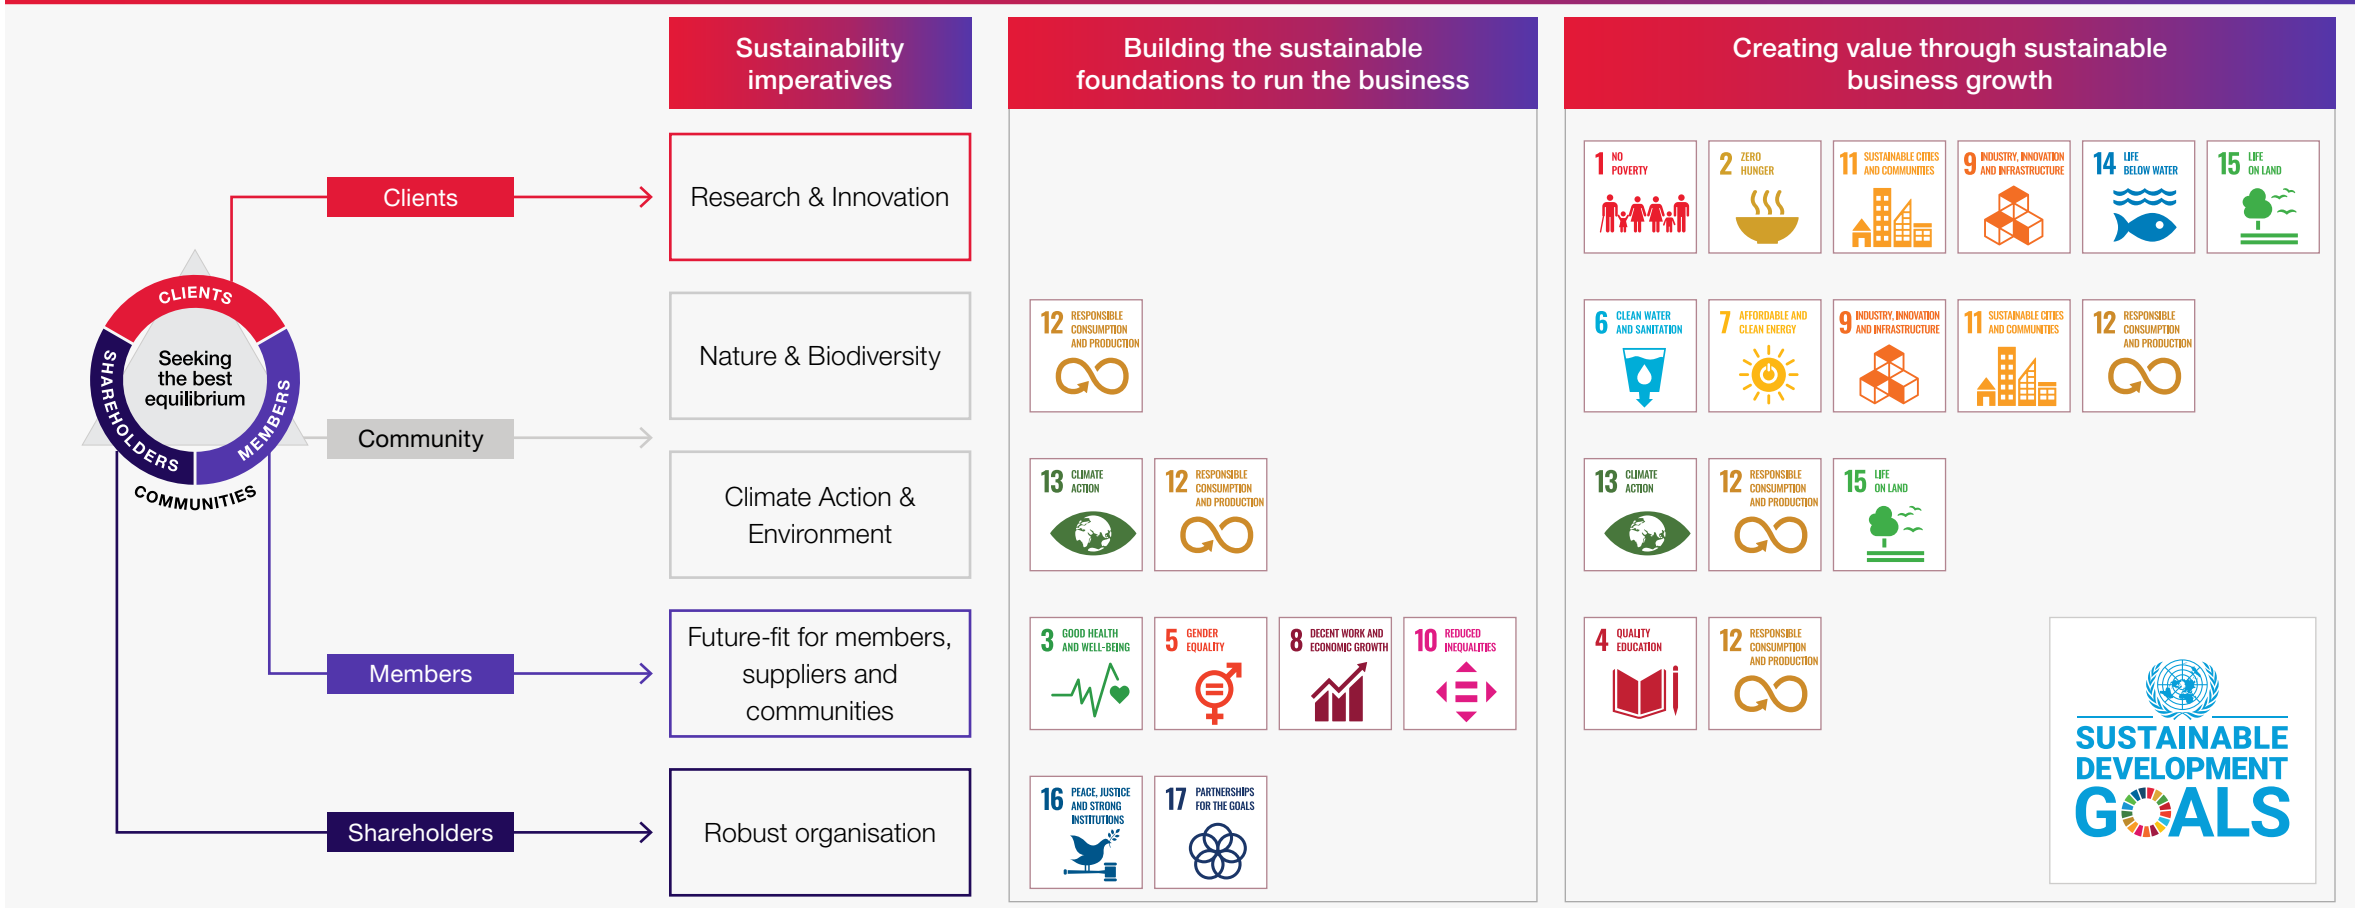 Sustainability
imperatives
Building the sustainable
foundations to run the business
Creating value through sustainable
business growth
Clients
Research & Innovation
1 NO
POVERTY
2 ZERO
HUNGER
11 SUSTAINABLE CITIES
AND COMMUNITIES
9 INDUSTRY, INNOVATION
AND INFRASTRUCTURE
14 LIFE
BELOW WATER
15 LIFE
ON LAND
CLIENTS
SHAREHOLDERS
MEMBERS
Seeking
the best
equilibrium
COMMUNITIES
Community
Nature & Biodiversity
12 RESPONSIBLE
CONSUMPTION
AND PRODUCTION
6 CLEAN WATER
AND SANITATION
7 AFFORDABLE AND
CLEAN ENERGY
9 INDUSTRY, INNOVATION
AND INFRASTRUCTURE
11 SUSTAINABLE CITIES
AND COMMUNITIES
12 RESPONSIBLE
CONSUMPTION
AND PRODUCTION
Climate Action &
Environment
13 CLIMATE
ACTION
12 RESPONSIBLE
CONSUMPTION
AND PRODUCTION
13 CLIMATE
ACTION
12 RESPONSIBLE
CONSUMPTION
AND PRODUCTION
15 LIFE
ON LAND
Members
Future-fit for members,
suppliers and
communities
3 GOOD HEALTH
AND WELL-BEING
5 GENDER
EQUALITY
8 DECENT WORK AND
ECONOMIC GROWTH
10 REDUCED
INEQUALITIES
4 QUALITY
EDUCATION
12 RESPONSIBLE
CONSUMPTION
AND PRODUCTION
Shareholders
Robust organisation
16 PEACE, JUSTICE
AND STRONG
INSTITUTIONS
17 PARTNERSHIPS
FOR THE GOALS
SUSTAINABLE
DEVELOPMENT
GOALS